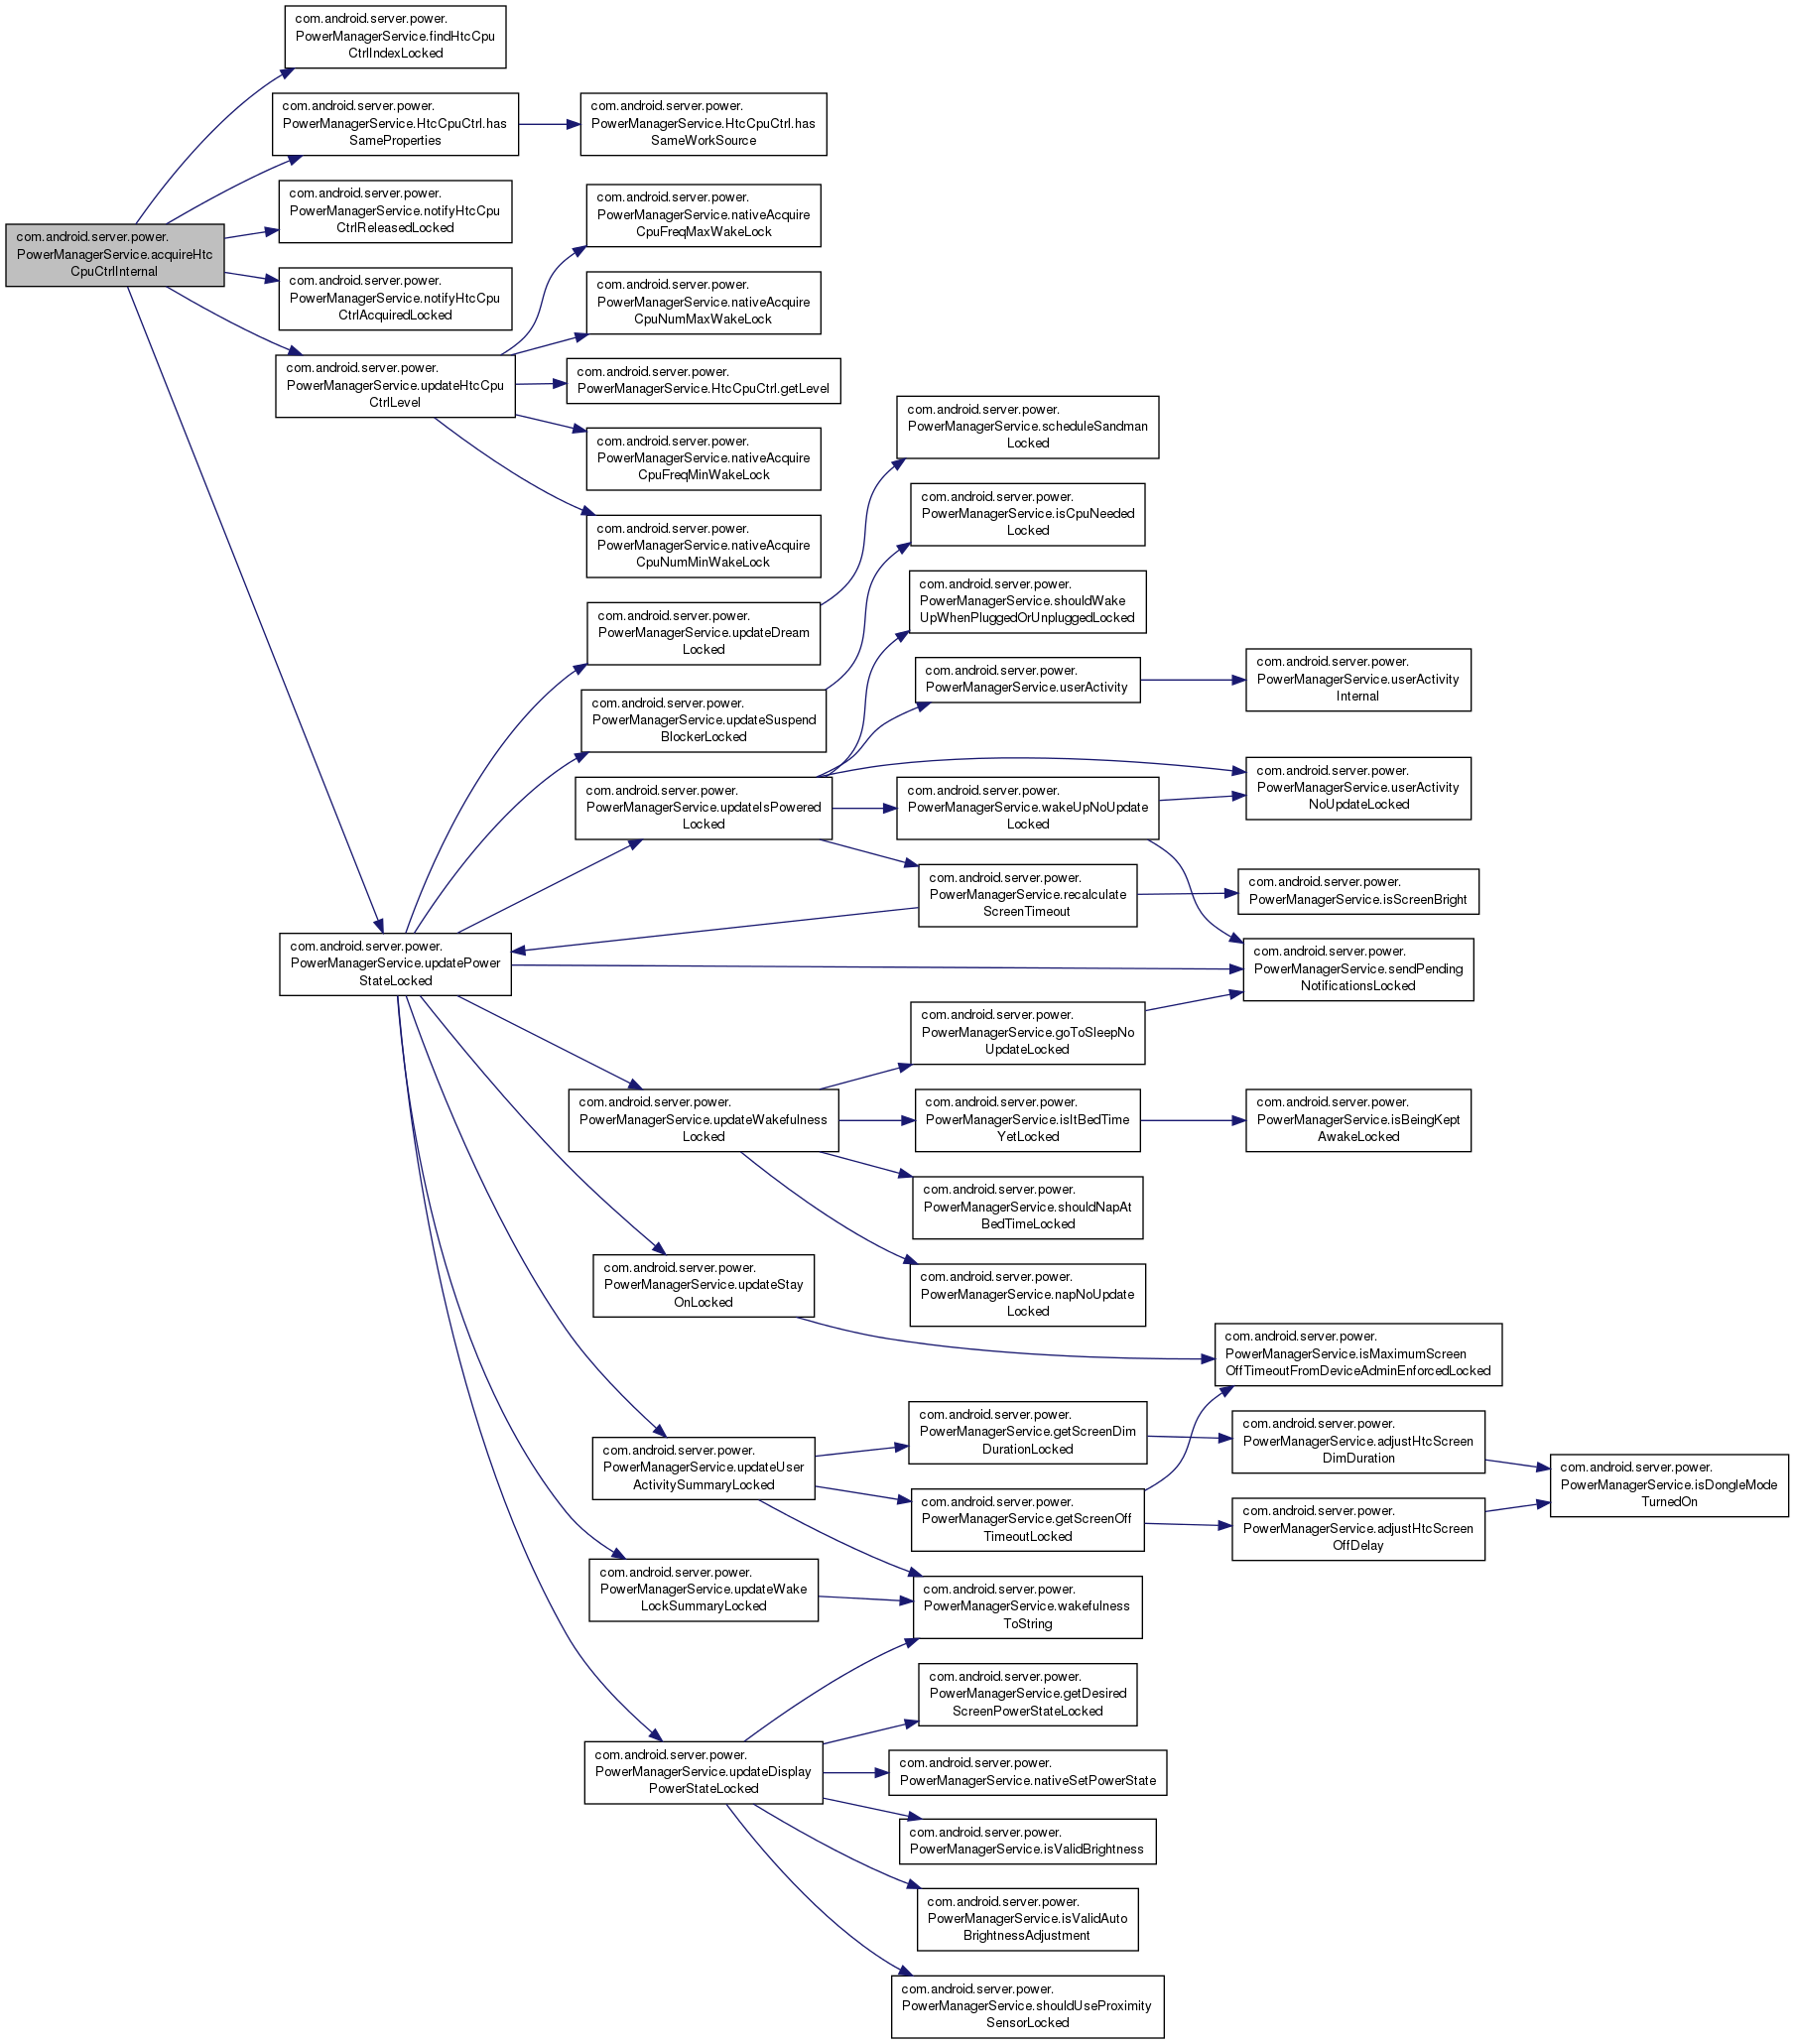 com.android.server.power.
PowerManagerService.findHtcCpu
CtrlIndexLocked
com.android.server.power.
PowerManagerService.HtcCpuCtrl.has
SameProperties
com.android.server.power.
PowerManagerService.HtcCpuCtrl.has
SameWorkSource
com.android.server.power.
PowerManagerService.notifyHtcCpu
CtrlReleasedLocked
com.android.server.power.
PowerManagerService.nativeAcquire
CpuFreqMaxWakeLock
com.android.server.power.
PowerManagerService.acquireHtc
CpuCtrlInternal
com.android.server.power.
PowerManagerService.notifyHtcCpu
CtrlAcquiredLocked
com.android.server.power.
PowerManagerService.nativeAcquire
CpuNumMaxWakeLock
com.android.server.power.
PowerManagerService.updateHtcCpu
CtrlLevel
com.android.server.power.
PowerManagerService.HtcCpuCtrl.getLevel
com.android.server.power.
PowerManagerService.scheduleSandman
Locked
com.android.server.power.
PowerManagerService.nativeAcquire
CpuFreqMinWakeLock
com.android.server.power.
PowerManagerService.isCpuNeeded
Locked
com.android.server.power.
PowerManagerService.nativeAcquire
CpuNumMinWakeLock
com.android.server.power.
PowerManagerService.shouldWake
UpWhenPluggedOrUnpluggedLocked
com.android.server.power.
PowerManagerService.updateDream
Locked
com.android.server.power.
PowerManagerService.userActivity
com.android.server.power.
PowerManagerService.userActivity
Internal
com.android.server.power.
PowerManagerService.updateSuspend
BlockerLocked
com.android.server.power.
PowerManagerService.updateIsPowered
Locked
com.android.server.power.
PowerManagerService.wakeUpNoUpdate
Locked
com.android.server.power.
PowerManagerService.userActivity
NoUpdateLocked
com.android.server.power.
PowerManagerService.recalculate
ScreenTimeout
com.android.server.power.
PowerManagerService.isScreenBright
com.android.server.power.
PowerManagerService.updatePower
StateLocked
com.android.server.power.
PowerManagerService.sendPending
NotificationsLocked
com.android.server.power.
PowerManagerService.goToSleepNo
UpdateLocked
com.android.server.power.
PowerManagerService.updateWakefulness
Locked
com.android.server.power.
PowerManagerService.isItBedTime
YetLocked
com.android.server.power.
PowerManagerService.isBeingKept
AwakeLocked
com.android.server.power.
PowerManagerService.shouldNapAt
BedTimeLocked
com.android.server.power.
PowerManagerService.updateStay
OnLocked
com.android.server.power.
PowerManagerService.napNoUpdate
Locked
com.android.server.power.
PowerManagerService.isMaximumScreen
OffTimeoutFromDeviceAdminEnforcedLocked
com.android.server.power.
PowerManagerService.updateUser
ActivitySummaryLocked
com.android.server.power.
PowerManagerService.getScreenDim
DurationLocked
com.android.server.power.
PowerManagerService.adjustHtcScreen
DimDuration
com.android.server.power.
PowerManagerService.isDongleMode
TurnedOn
com.android.server.power.
PowerManagerService.getScreenOff
TimeoutLocked
com.android.server.power.
PowerManagerService.adjustHtcScreen
OffDelay
com.android.server.power.
PowerManagerService.updateWake
LockSummaryLocked
com.android.server.power.
PowerManagerService.wakefulness
ToString
com.android.server.power.
PowerManagerService.getDesired
ScreenPowerStateLocked
com.android.server.power.
PowerManagerService.updateDisplay
PowerStateLocked
com.android.server.power.
PowerManagerService.nativeSetPowerState
com.android.server.power.
PowerManagerService.isValidBrightness
com.android.server.power.
PowerManagerService.isValidAuto
BrightnessAdjustment
com.android.server.power.
PowerManagerService.shouldUseProximity
SensorLocked